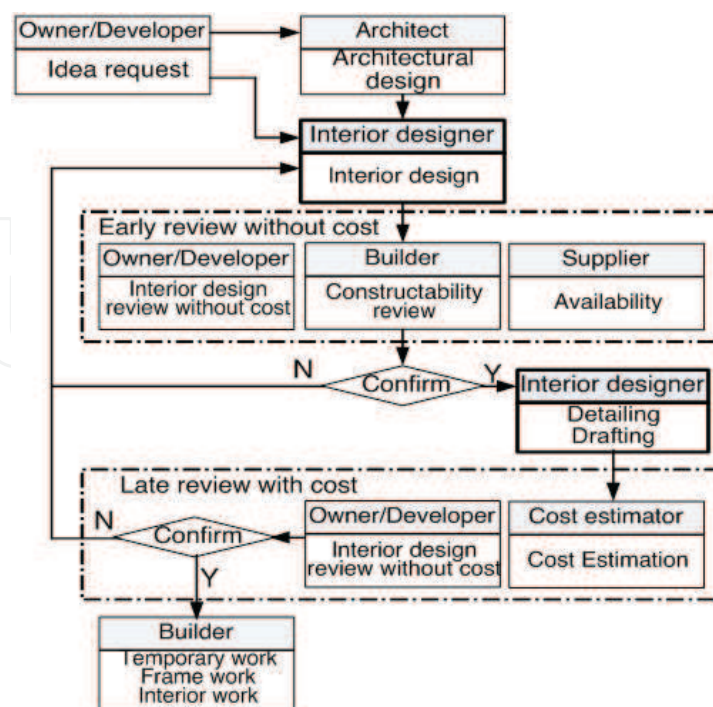 Owner/Developer
Idea request
Architect
Architectural
design
Interior designer
Interior design
Early review without cost
Owner/Developer
Interior design
review without cost
Builder
Constructability
review
Supplier
Availability
N
Confirm
Y
Interior designer
Detailing
Drafting
Late review with cost
N
Confirm
Y
Owner/Developer
Interior design
review without cost
Cost estimator
Cost Estimation
Builder
Temporary work
Frame work
Interior work